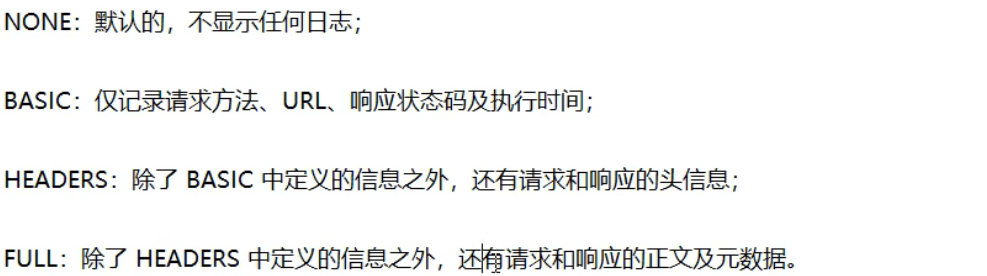 NONE：默认的，不显示任何日志；
BASIC：仅记录请求方法、URL、响应状态码及执行时间；
HEADERS：除了 BASIC 中定义的信息之外，还有请求和响应的头信息；
FULL：除了 HEADERS 中定义的信息之外，还有请求和响应的正文及元数据。